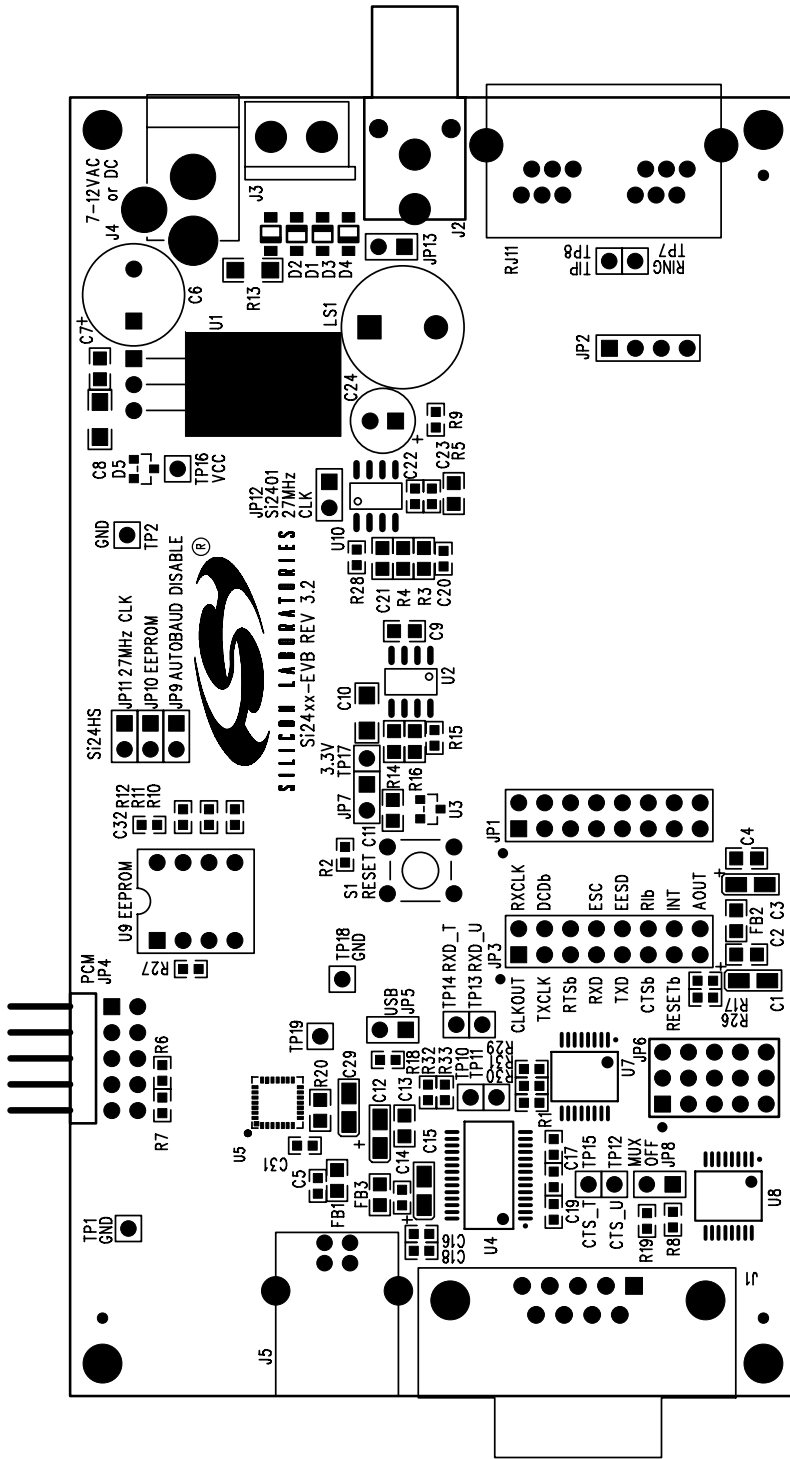 7-12VAC
or DC
J4
J3
J2
RJ11
C6
R13
D2
D1
D3
D4
JP13
TIP
TP8
RING
TP7
C7+
U1
LS1
JP2
C24
+
R9
C8
D5
TP16
VCC
JP12
Si2401
27MHz
CLK
C22
C23
R5
U10
GND
TP2
®
R28
C21
R4
R3
C20
SILICON LABORATORIES
Si24xx-EVB REV 3.2
Si24HS
JP11 27MHz CLK
JP10 EEPROM
JP9 AUTOBAUD DISABLE
C9
U2
C10
R15
3.3V
TP17
JP7
R14
R16
C11
U3
C32
R12
R11
R10
R2
S1
RESET
U9 EEPROM
R27
JP1
C4
+
C3
FB2
C2
+
C1
JP3
RXCLK
DCDb
ESC
EESD
RIb
INT
AOUT
CLKOUT
TXCLK
RTSb
RXD
TXD
CTSb
RESETb
R17
R26
TP18
GND
TP14 RXD_T
TP13 RXD_U
PCM
JP4
R6
R7
TP19
USB
JP5
R18
R20
C29
U5
C31
C12
+
C13
R32
R33
TP10
TP11
R29
R31
R30
R1
U7
JP6
C5
FB1
FB3
C14
C15
+
C16
C18
U4
C17
C19
TP15
TP12
CTS_T
CTS_U
MUX
OFF
JP8
R19
R8
U8
TP1
GND
J5
J1